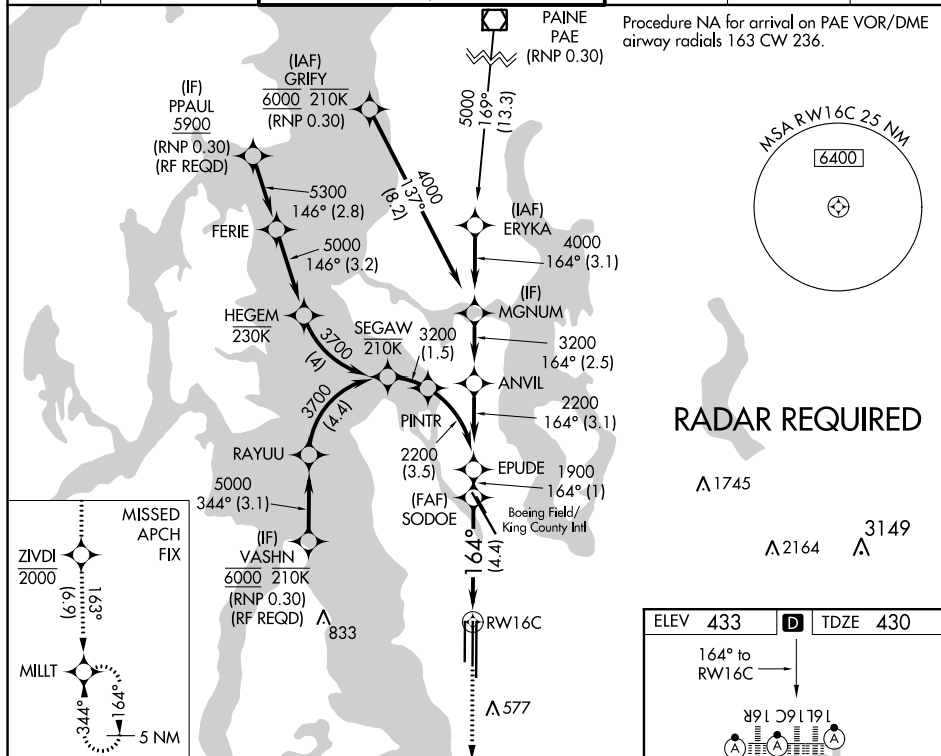 PAINE
PAE
(RNP 0.30)
Procedure NA for arrival on PAE VOR/DME
airway radials 163 CW 236.
(IAF)
GRIFY
6000 210K
(RNP 0.30)
(IF)
PPAUL
5900
(RNP 0.30)
(RF REQD)
5000
169°
(13.3)
MSA RW16C 25 NM
6400
4000
137°
(8.2)
5300
146° (2.8)
FERIE
5000
146° (3.2)
(IAF)
ERYKA
4000
164° (3.1)
(IF)
MGNUM
HEGEM
230K
3700
(4)
SEGAW
210K
3200
(1.5)
3200
164° (2.5)
ANVIL
PINTR
2200
164° (3.1)
3700
(4.4)
RAYUU
2200
(3.5)
EPUDE
1900
164° (1)
(FAF)
SODOE
Boeing Field/
King County Intl
RADAR REQUIRED
1745
2164
3149
5000
344° (3.1)
(IF)
VASHN
6000 210K
(RNP 0.30)
(RF REQD)
833
164°
(4.4)
RW16C
577
MISSED
APCH
FIX
ZIVDI
2000
163°
(6.9)
MILLT
344°
164°
5 NM
ELEV 433
D
TDZE 430
164° to
RW16C
16R
16C
16L
A
A
A